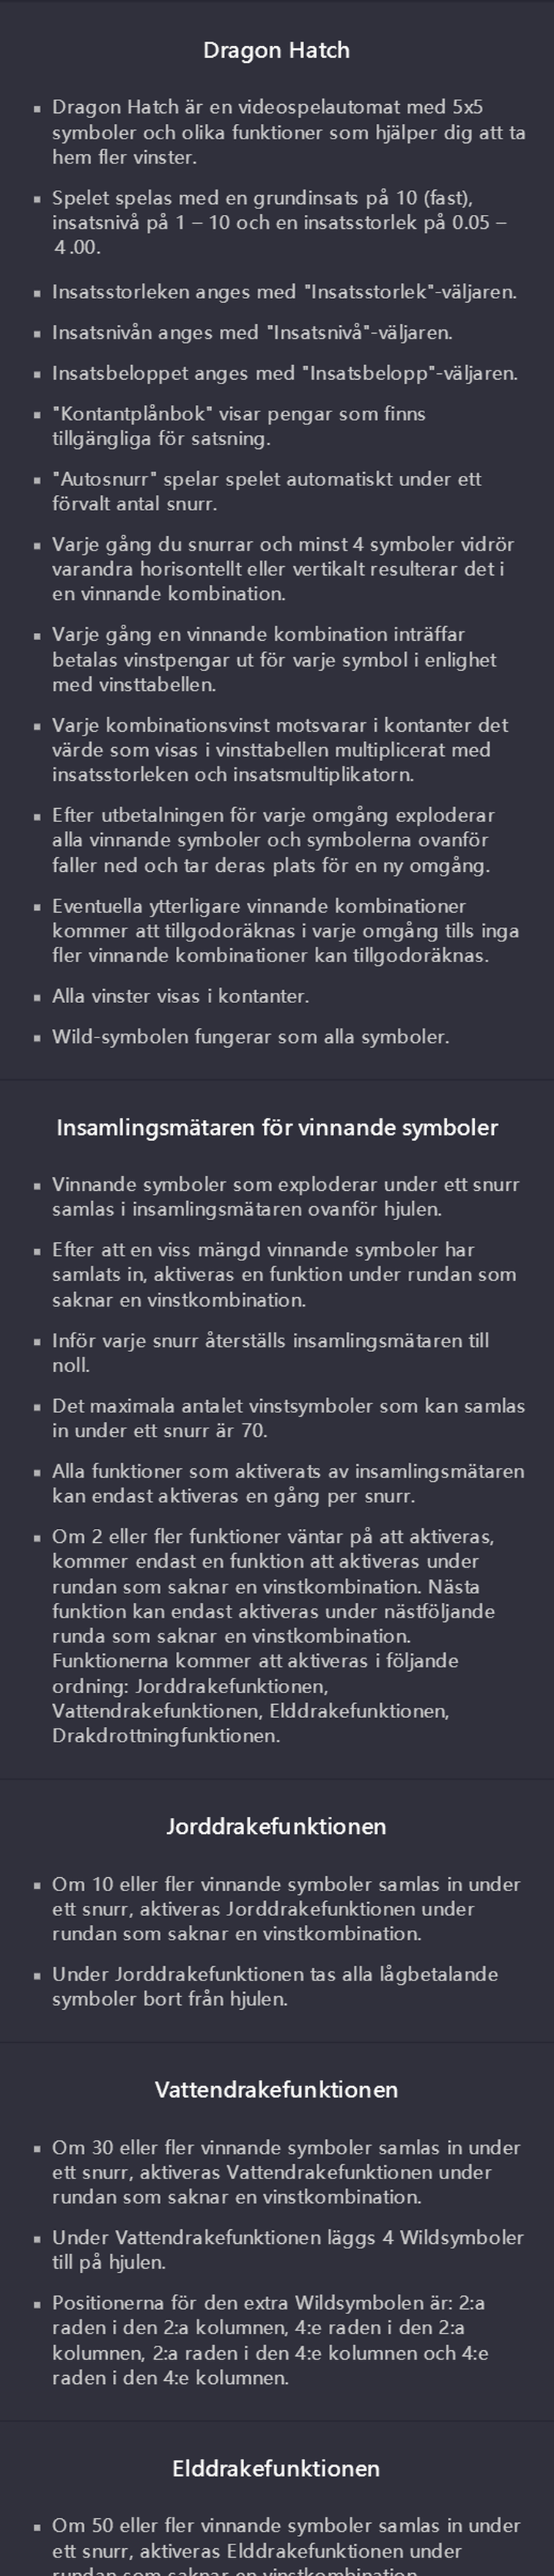 Dragon Hatch
▪ Dragon Hatch är en videospelautomat med 5x5
symboler och olika funktioner som hjälper dig att ta
hem fler vinster.
▪ Spelet spelas med en grundinsats på 10 (fast),
insatsnivå på 1 – 10 och en insatsstorlek på 0.05 –
4.00.
▪ Insatsstorleken anges med "Insatsstorlek"-väljaren.
▪ Insatsnivån anges med "Insatsnivå"-väljaren.
▪ Insatsbeloppet anges med "Insatsbelopp"-väljaren.
▪ "Kontantplånbok" visar pengar som finns
tillgängliga för satsning.
▪ "Autosnurr" spelar spelet automatiskt under ett
förvalt antal snurr.
▪ Varje gång du snurrar och minst 4 symboler vidrör
varandra horisontellt eller vertikalt resulterar det i
en vinnande kombination.
▪ Varje gång en vinnande kombination inträffar
betalas vinstpengar ut för varje symbol i enlighet
med vinsttabellen.
▪ Varje kombinationsvinst motsvarar i kontanter det
värde som visas i vinsttabellen multiplicerat med
insatsstorleken och insatsmultiplikatorn.
▪ Efter utbetalningen för varje omgång exploderar
alla vinnande symboler och symbolerna ovanför
faller ned och tar deras plats för en ny omgång.
▪ Eventuella ytterligare vinnande kombinationer
kommer att tillgodoräknas i varje omgång tills inga
fler vinnande kombinationer kan tillgodoräknas.
▪ Alla vinster visas i kontanter.
▪ Wild-symbolen fungerar som alla symboler.
Insamlingsmätaren för vinnande symboler
▪ Vinnande symboler som exploderar under ett snurr
samlas i insamlingsmätaren ovanför hjulen.
▪ Efter att en viss mängd vinnande symboler har
samlats in, aktiveras en funktion under rundan som
saknar en vinstkombination.
▪ Inför varje snurr återställs insamlingsmätaren till
noll.
▪ Det maximala antalet vinstsymboler som kan samlas
in under ett snurr är 70.
▪ Alla funktioner som aktiverats av insamlingsmätaren
kan endast aktiveras en gång per snurr.
▪ Om 2 eller fler funktioner väntar på att aktiveras,
kommer endast en funktion att aktiveras under
rundan som saknar en vinstkombination. Nästa
funktion kan endast aktiveras under nästföljande
runda som saknar en vinstkombination.
Funktionerna kommer att aktiveras i följande
ordning: Jorddrakefunktionen,
Vattendrakefunktionen, Elddrakefunktionen,
Drakdrottningfunktionen.
Jorddrakefunktionen
▪ Om 10 eller fler vinnande symboler samlas in under
ett snurr, aktiveras Jorddrakefunktionen under
rundan som saknar en vinstkombination.
▪ Under Jorddrakefunktionen tas alla lågbetalande
symboler bort från hjulen.
Vattendrakefunktionen
▪ Om 30 eller fler vinnande symboler samlas in under
ett snurr, aktiveras Vattendrakefunktionen under
rundan som saknar en vinstkombination.
▪ Under Vattendrakefunktionen läggs 4 Wildsymboler
till på hjulen.
▪ Positionerna för den extra Wildsymbolen är: 2:a
raden i den 2:a kolumnen, 4:e raden i den 2:a
kolumnen, 2:a raden i den 4:e kolumnen och 4:e
raden i den 4:e kolumnen.
Elddrakefunktionen
▪ Om 50 eller fler vinnande symboler samlas in under
ett snurr, aktiveras Elddrakefunktionen under
rundan som saknar en vinstkombination